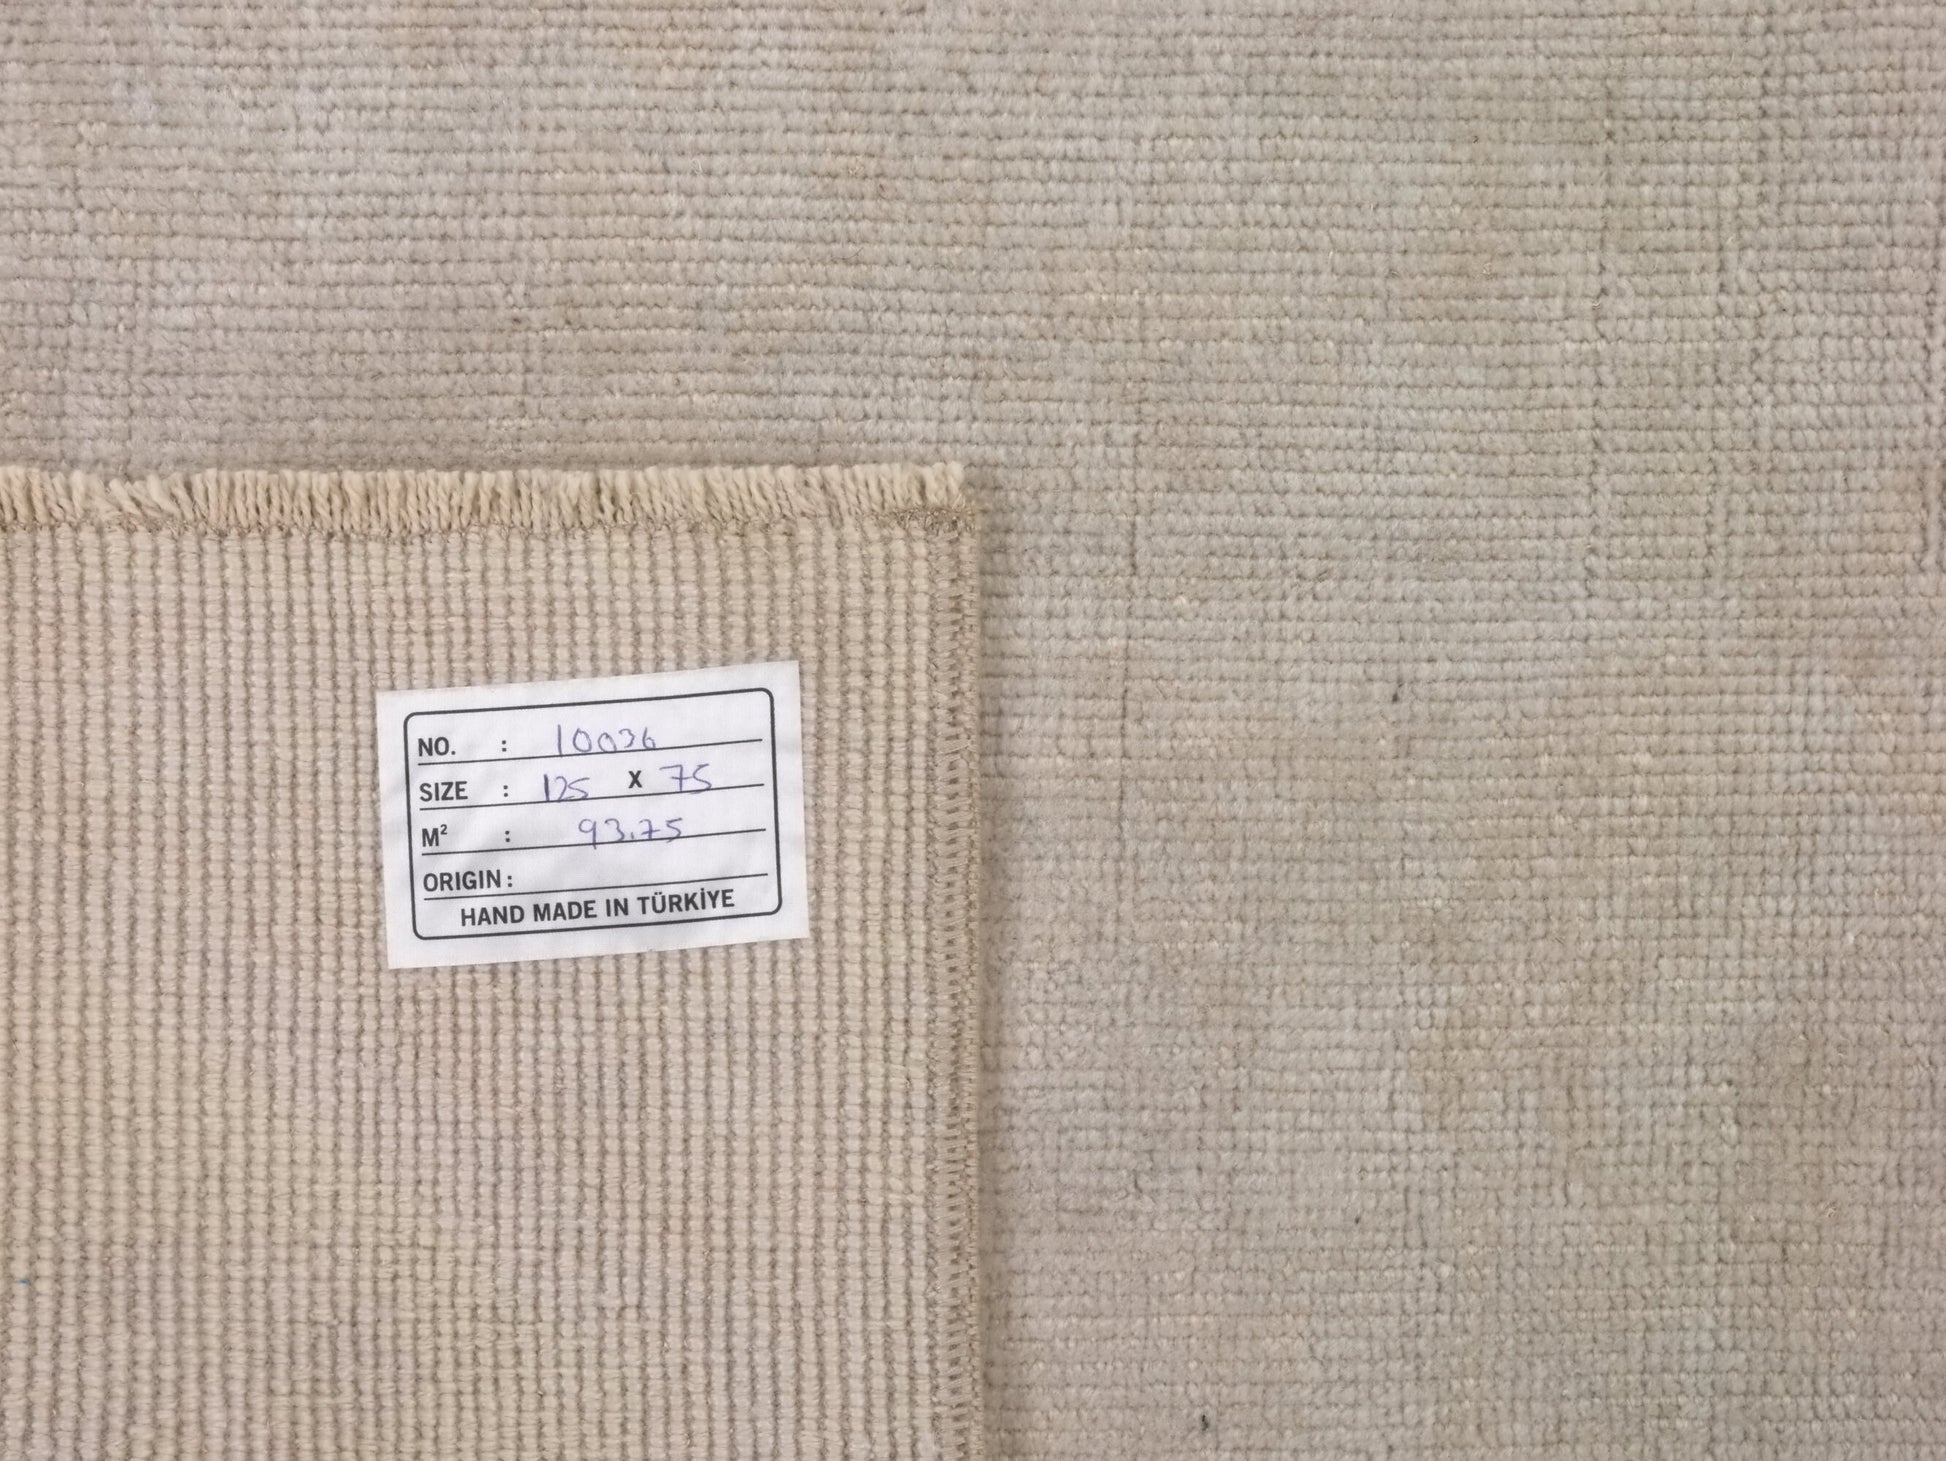 NO. : 10036
SIZE : 125 X 75
M² : 93.75
ORIGIN :
HAND MADE IN TÜRKİYE